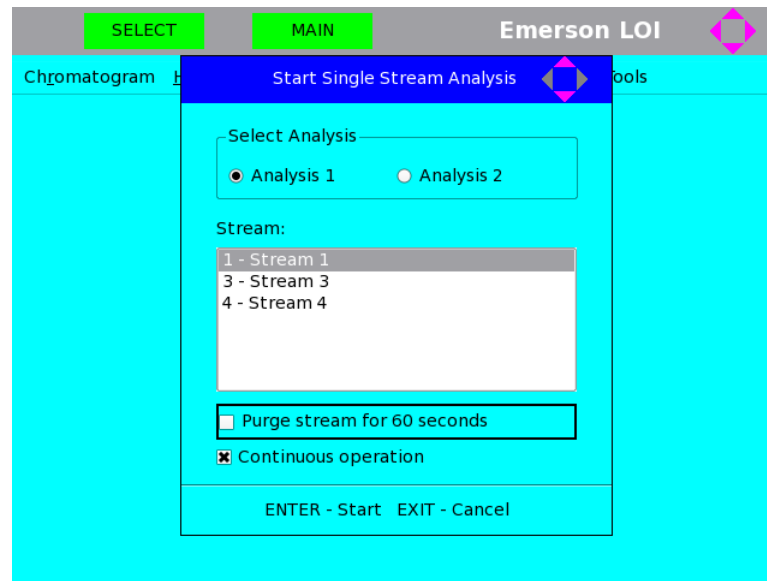 SELECT MAIN Emerson LOI
Chromatogram Start Single Stream Analysis
Select Analysis
Analysis 1 Analysis 2
Stream:
1 - Stream 1
3 - Stream 3
4 - Stream 4
Purge stream for 60 seconds
Continuous operation
ENTER - Start EXIT - Cancel